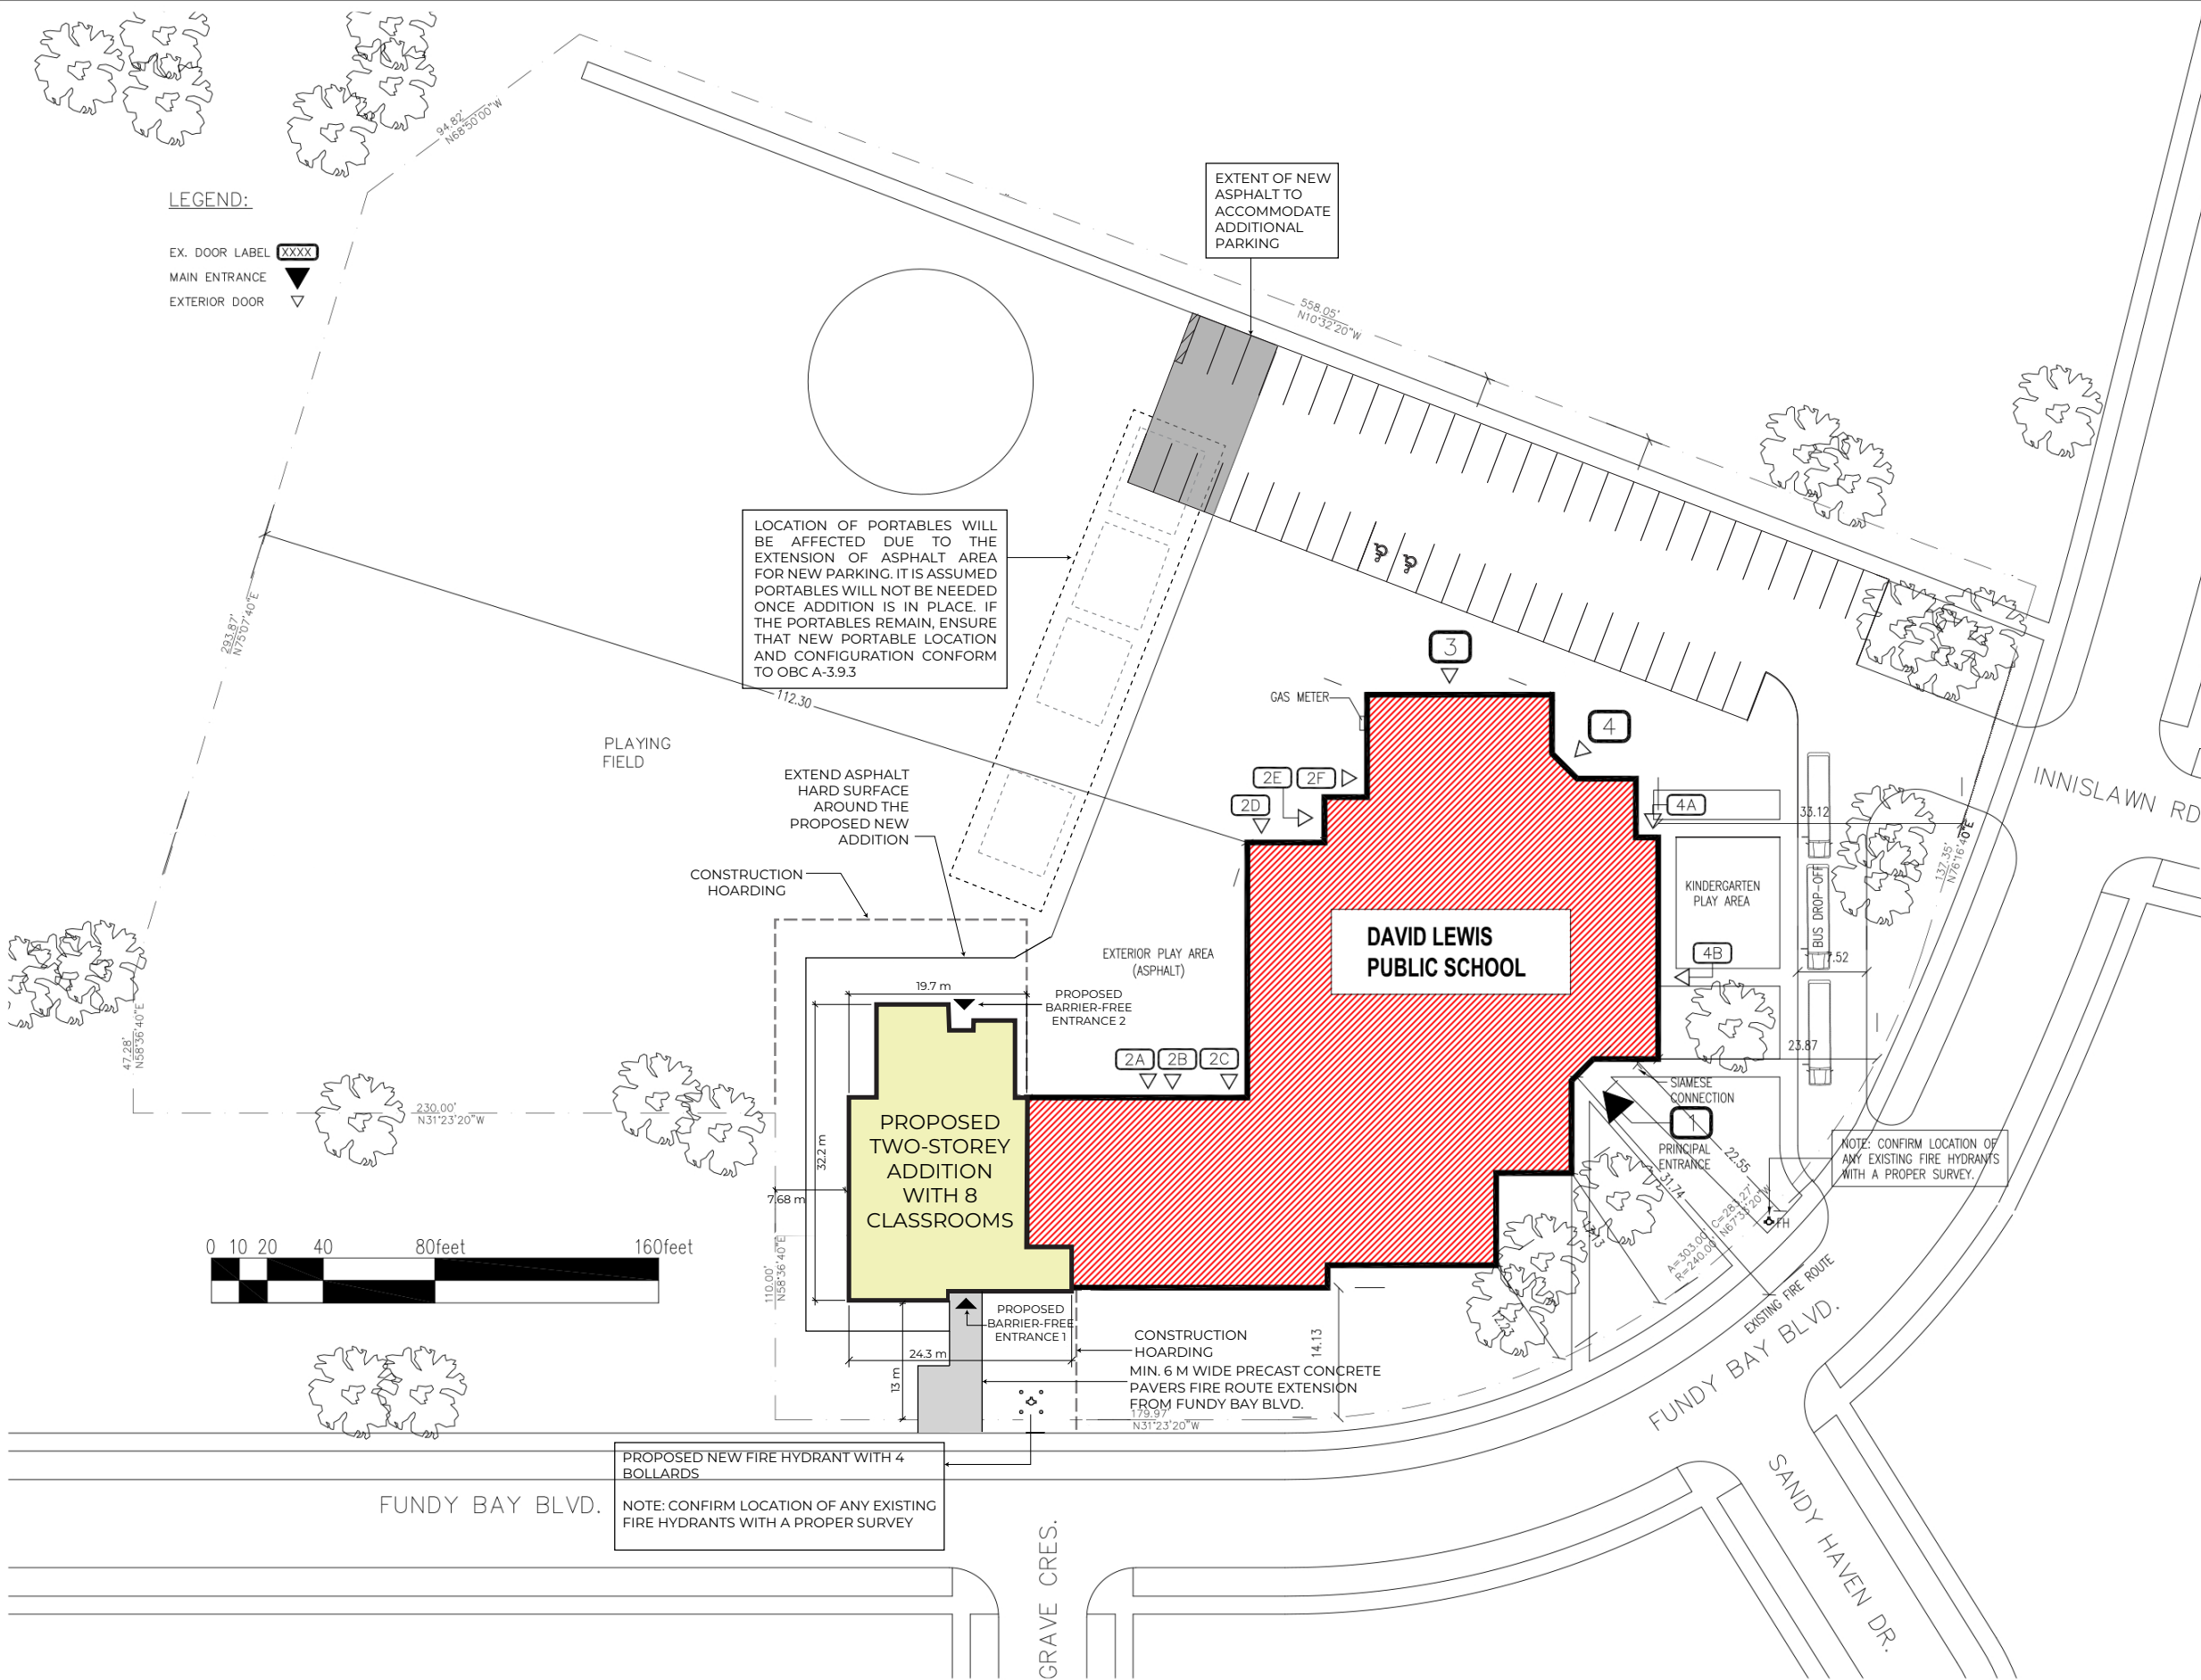 94.82'
N68°50'00"W
LEGEND:
EX. DOOR LABEL XXXX
MAIN ENTRANCE
EXTERIOR DOOR
EXTENT OF NEW
ASPHALT TO
ACCOMMODATE
ADDITIONAL
PARKING
558.05'
N10°32'20"W
LOCATION OF PORTABLES WILL
BE AFFECTED DUE TO THE
EXTENSION OF ASPHALT AREA
FOR NEW PARKING. IT IS ASSUMED
PORTABLES WILL NOT BE NEEDED
ONCE ADDITION IS IN PLACE. IF
THE PORTABLES REMAIN, ENSURE
THAT NEW PORTABLE LOCATION
AND CONFIGURATION CONFORM
TO OBC A-3.9.3
293.87'
N75°07'40"E
112.30
PLAYING
FIELD
EXTEND ASPHALT
HARD SURFACE
AROUND THE
PROPOSED NEW
ADDITION
CONSTRUCTION
HOARDING
GAS METER
3
4
2E
2F
2D
4A
33.12
INNISLAWN RD
137.35'
N76°16'40"E
KINDERGARTEN
PLAY AREA
BUS DROP-OFF
4B
7.52
DAVID LEWIS
PUBLIC SCHOOL
EXTERIOR PLAY AREA
(ASPHALT)
19.7 m
PROPOSED
BARRIER-FREE
ENTRANCE 2
2A
2B
2C
47.28'
N58°36'40"E
230.00'
N31°23'20"W
23.87
SIAMESE
CONNECTION
1
PRINCIPAL
ENTRANCE
22.55
31.74
17.13
12.23
NOTE: CONFIRM LOCATION OF
ANY EXISTING FIRE HYDRANTS
WITH A PROPER SURVEY.
FH
A=303.00' C=283.27'
R=240.00' N67°33'20"W
EXISTING FIRE ROUTE
PROPOSED
TWO-STOREY
ADDITION
WITH 8
CLASSROOMS
32.2 m
7.68 m
110.00'
N58°36'40"E
0 10 20 40 80feet 160feet
PROPOSED
BARRIER-FREE
ENTRANCE 1
24.3 m
13 m
CONSTRUCTION
HOARDING
MIN. 6 M WIDE PRECAST CONCRETE
PAVERS FIRE ROUTE EXTENSION
FROM FUNDY BAY BLVD.
14.13
179.97'
N31°23'20"W
FUNDY BAY BLVD.
PROPOSED NEW FIRE HYDRANT WITH 4
BOLLARDS
NOTE: CONFIRM LOCATION OF ANY EXISTING
FIRE HYDRANTS WITH A PROPER SURVEY
FUNDY BAY BLVD.
GRAVE CRES.
SANDY HAVEN DR.